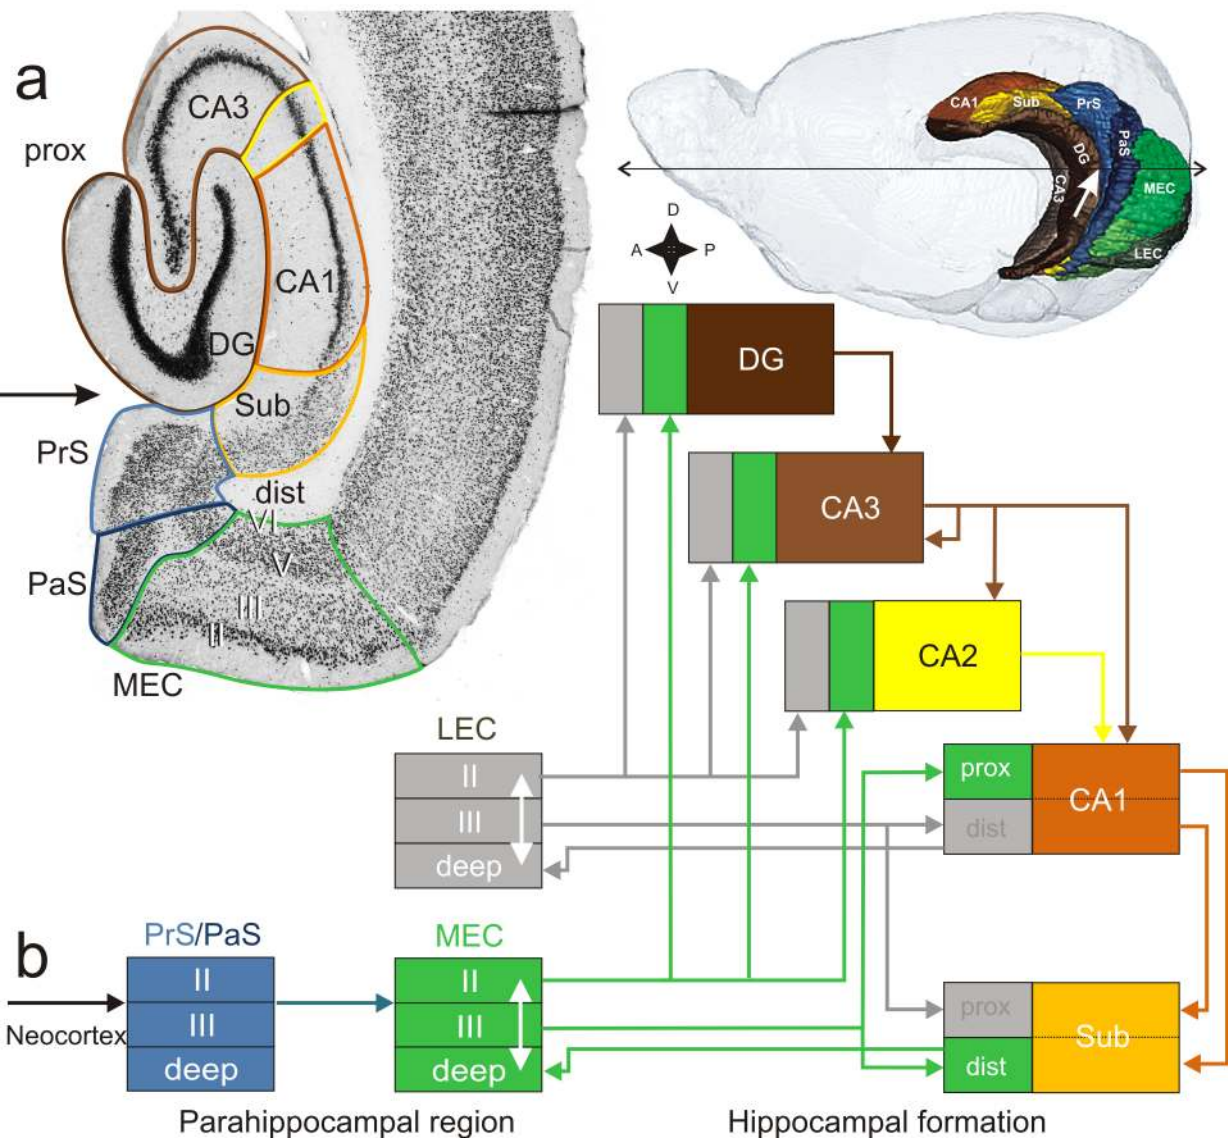 a
prox
CA3
CA1
DG
Sub
PrS
dist
VI
V
III
II
PaS
MEC
CA1
Sub
PrS
PaS
DG
CA3
MEC
LEC
D
A
P
V
DG
CA3
CA2
prox
CA1
dist
LEC
II
III
deep
b
Neocortex
PrS/PaS
II
III
deep
MEC
II
III
deep
prox
Sub
dist
Parahippocampal region
Hippocampal formation